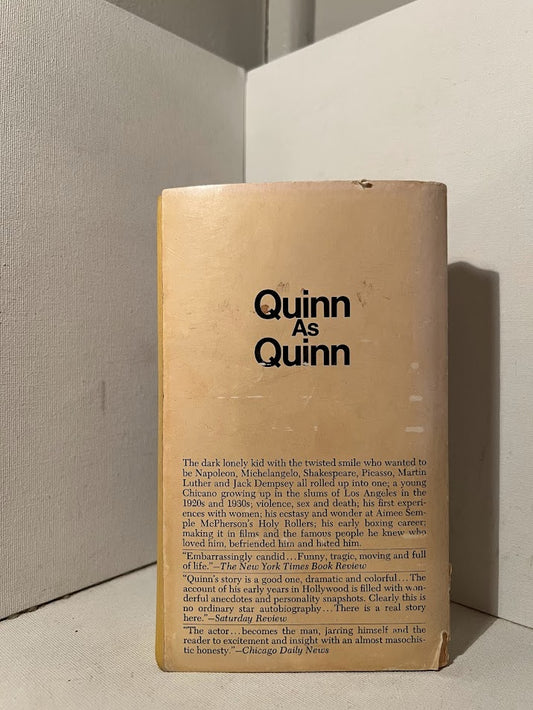 Quinn
As
Quinn
The dark lonely kid with the twisted smile who wanted to
be Napoleon, Michelangelo, Shakespeare, Picasso, Martin
Luther and Jack Dempsey all rolled up into one; a young
Chicano growing up in the slums of Los Angeles in the
1920s and 1930s; violence, sex and death; his first experi-
ences with women; his ecstasy and wonder at Aimee Sem-
ple McPherson's Holy Rollers; his early boxing career;
making it in films and the famous people he knew who
loved him, befriended him and hated him.
"Embarrassingly candid...Funny, tragic, moving and full
of life."—The New York Times Book Review
"Quinn's story is a good one, dramatic and colorful...The
account of his early years in Hollywood is filled with won-
derful anecdotes and personality snapshots. Clearly this is
no ordinary star autobiography...There is a real story
here."—Saturday Review
"The actor...becomes the man, jarring himself and the
reader to excitement and insight with an almost masochis-
tic honesty."—Chicago Daily News